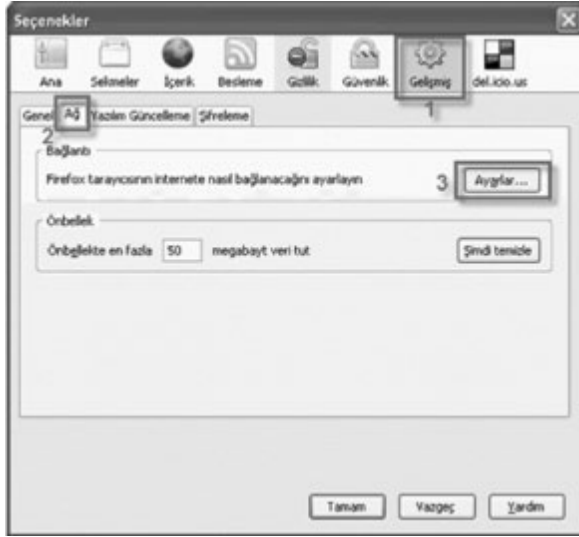 Seçenekler
Ana Sekmeler İçerik Besleme Gizlilik Güvenlik Gelişmiş del.icio.us
1
Genel Ağ Yazılım Güncelleme Şifreleme
2
Bağlantı
Firefox tarayıcısının internete nasıl bağlanacağını ayarlayın 3 Ayarlar...
Önbellek
Önbellekte en fazla 50 megabayt veri tut Şimdi temizle
Tamam Vazgeç Yardım